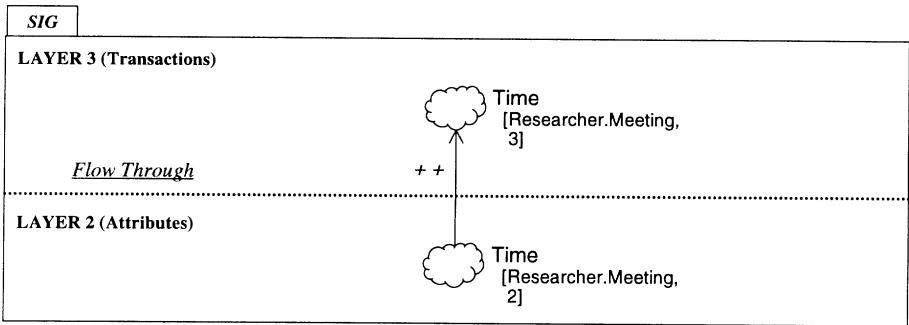 SIG
LAYER 3 (Transactions)
Time
[Researcher.Meeting,
3]
Flow Through
+ +
LAYER 2 (Attributes)
Time
[Researcher.Meeting,
2]